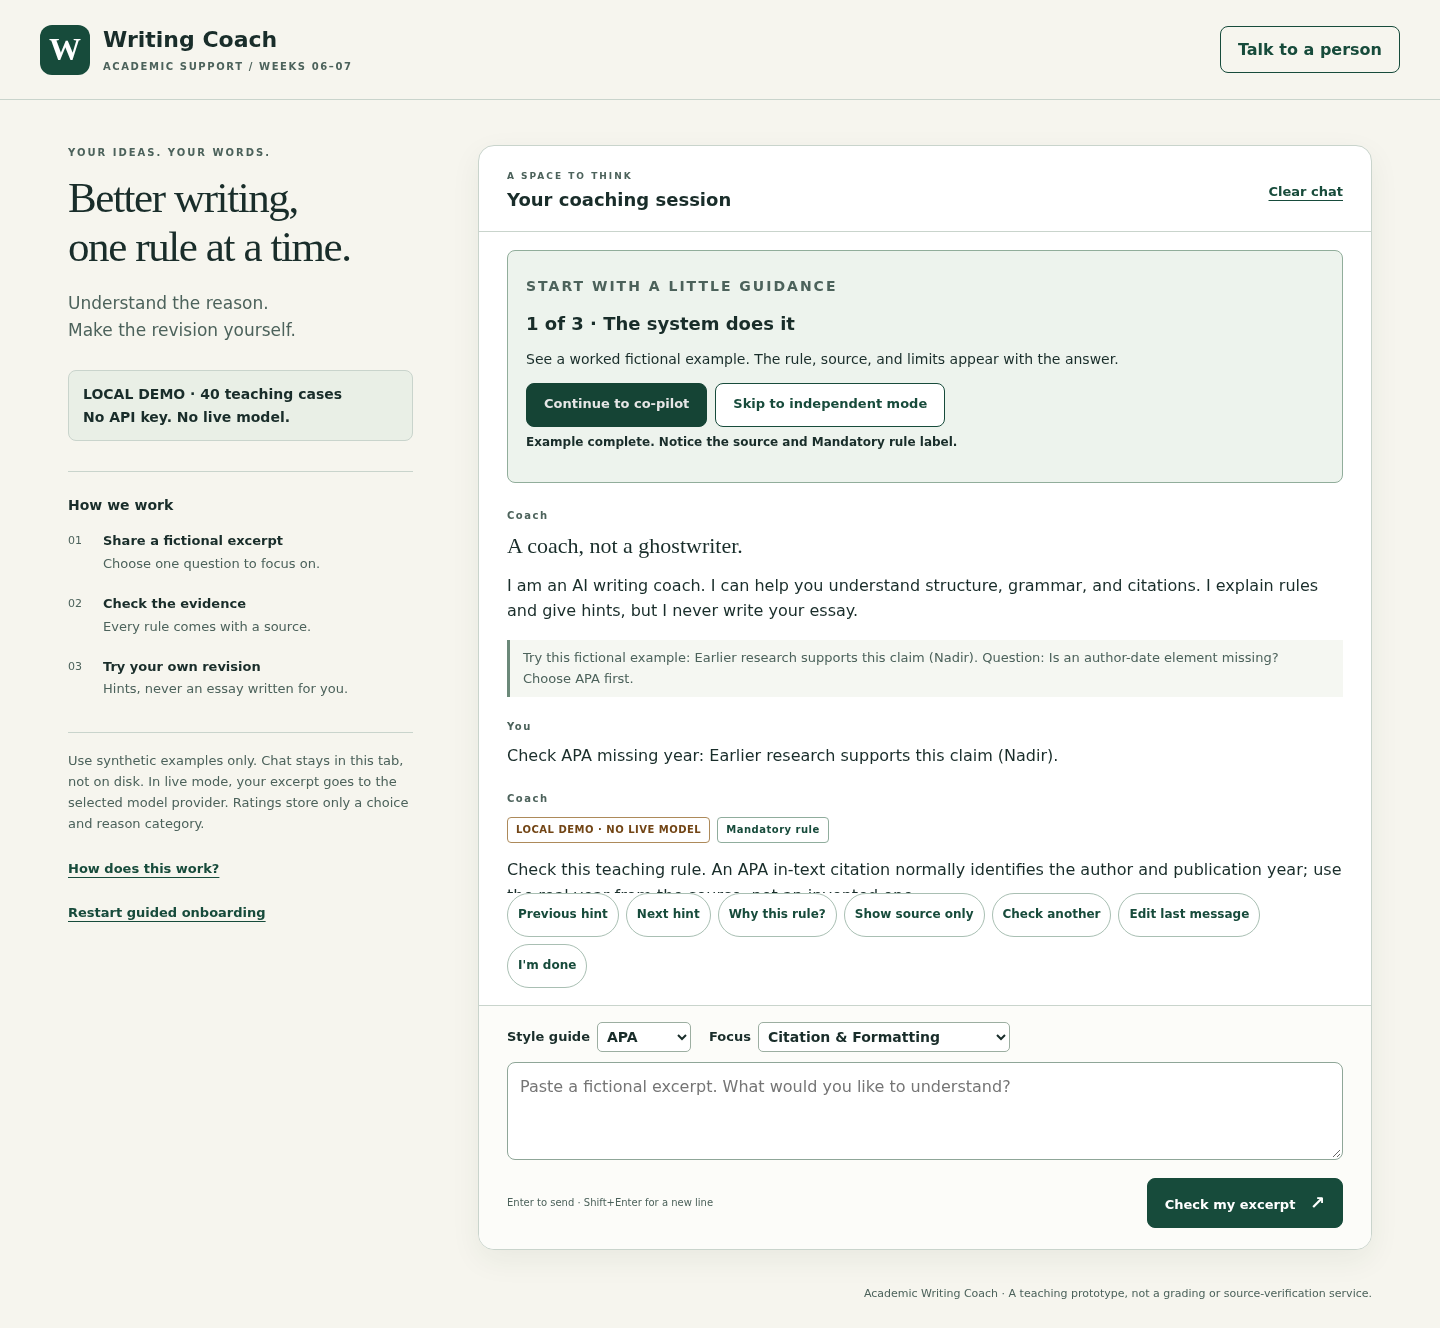 W
Writing Coach
ACADEMIC SUPPORT / WEEKS 06–07
Talk to a person
YOUR IDEAS. YOUR WORDS.
Better writing,
one rule at a time.
Understand the reason.
Make the revision yourself.
LOCAL DEMO · 40 teaching cases
No API key. No live model.
How we work
01 Share a fictional excerpt
Choose one question to focus on.
02 Check the evidence
Every rule comes with a source.
03 Try your own revision
Hints, never an essay written for you.
Use synthetic examples only. Chat stays in this tab,
not on disk. In live mode, your excerpt goes to the
selected model provider. Ratings store only a choice
and reason category.
How does this work?
Restart guided onboarding
A SPACE TO THINK
Your coaching session
Clear chat
START WITH A LITTLE GUIDANCE
1 of 3 · The system does it
See a worked fictional example. The rule, source, and limits appear with the answer.
Continue to co-pilot Skip to independent mode
Example complete. Notice the source and Mandatory rule label.
Coach
A coach, not a ghostwriter.
I am an AI writing coach. I can help you understand structure, grammar, and citations. I explain rules
and give hints, but I never write your essay.
Try this fictional example: Earlier research supports this claim (Nadir). Question: Is an author-date element missing?
Choose APA first.
You
Check APA missing year: Earlier research supports this claim (Nadir).
Coach
LOCAL DEMO · NO LIVE MODEL Mandatory rule
Check this teaching rule. An APA in-text citation normally identifies the author and publication year; use
the real year from the source, not an invented one.
Previous hint Next hint Why this rule? Show source only Check another Edit last message
I'm done
Style guide APA Focus Citation & Formatting
Paste a fictional excerpt. What would you like to understand?
Enter to send · Shift+Enter for a new line
Check my excerpt ↗
Academic Writing Coach · A teaching prototype, not a grading or source-verification service.